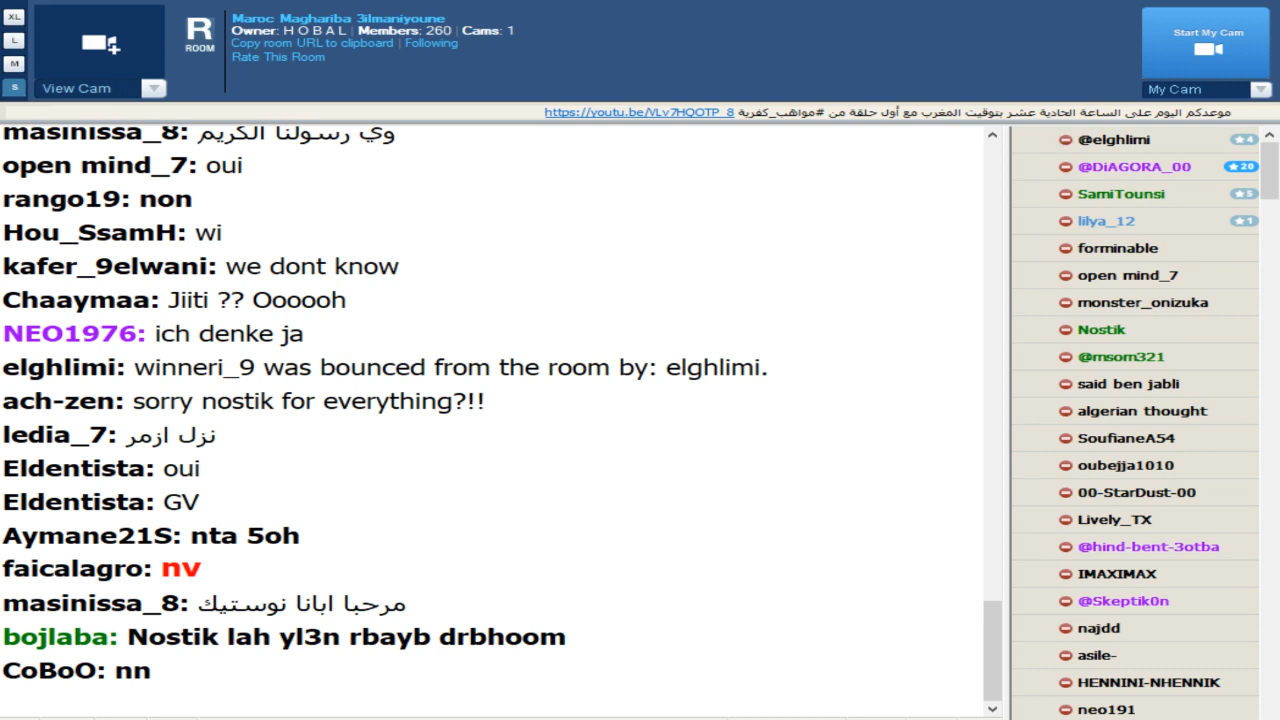 XL
L
M
S
View Cam
R
ROOM
Maroc Maghariba 3ilmaniyoune
Owner: H O B A L | Members: 260 | Cams: 1
Copy room URL to clipboard | Following
Rate This Room
Start My Cam
My Cam
موعدكم اليوم على الساعة الحادية عشر بتوقيت المغرب مع أول حلقة من #مواهب_كفرية https://youtu.be/VLv7HQOTP_8
masinissa_8: وي رسولنا الكريم
open mind_7: oui
rango19: non
Hou_SsamH: wi
kafer_9elwani: we dont know
Chaaymaa: Jiiti ?? Oooooh
NEO1976: ich denke ja
elghlimi: winneri_9 was bounced from the room by: elghlimi.
ach-zen: sorry nostik for everything?!!
ledia_7: نزل ازمر
Eldentista: oui
Eldentista: GV
Aymane21S: nta 5oh
faicalagro: nv
masinissa_8: مرحبا ابانا نوستيك
bojlaba: Nostik lah yl3n rbayb drbhoom
CoBoO: nn
@elghlimi 4
@DiAGORA_00 20
SamiTounsi 5
lilya_12 1
forminable
open mind_7
monster_onizuka
Nostik
@msom321
said ben jabli
algerian thought
SoufianeA54
oubejja1010
00-StarDust-00
Lively_TX
@hind-bent-3otba
IMAXIMAX
@Skeptik0n
najdd
asile-
HENNINI-NHENNIK
neo191